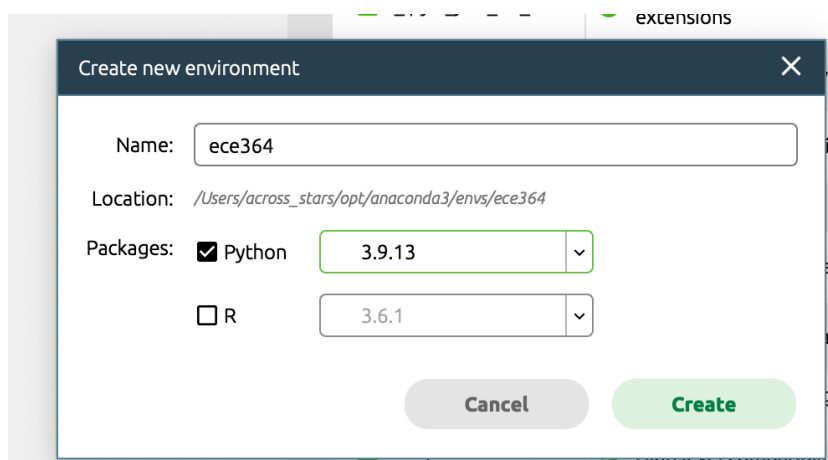 extensions
Create new environment
Name: ece364
Location: /Users/across_stars/opt/anaconda3/envs/ece364
Packages: Python 3.9.13
R 3.6.1
Cancel Create